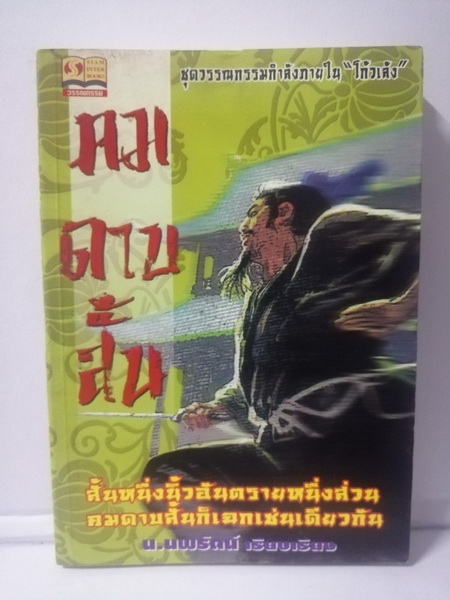 SIAM
INTER
BOOKS
วรรณกรรม
ชุดวรรณกรรมกำลังภายใน "โก้วเล้ง"
คม
ดาบ
สั้น
สั้นหนึ่งนิ้วอันตรายหนึ่งส่วน
คมดาบสั้นก็เฉกเช่นเดียวกัน
น.นพรัตน์ เรียบเรียง